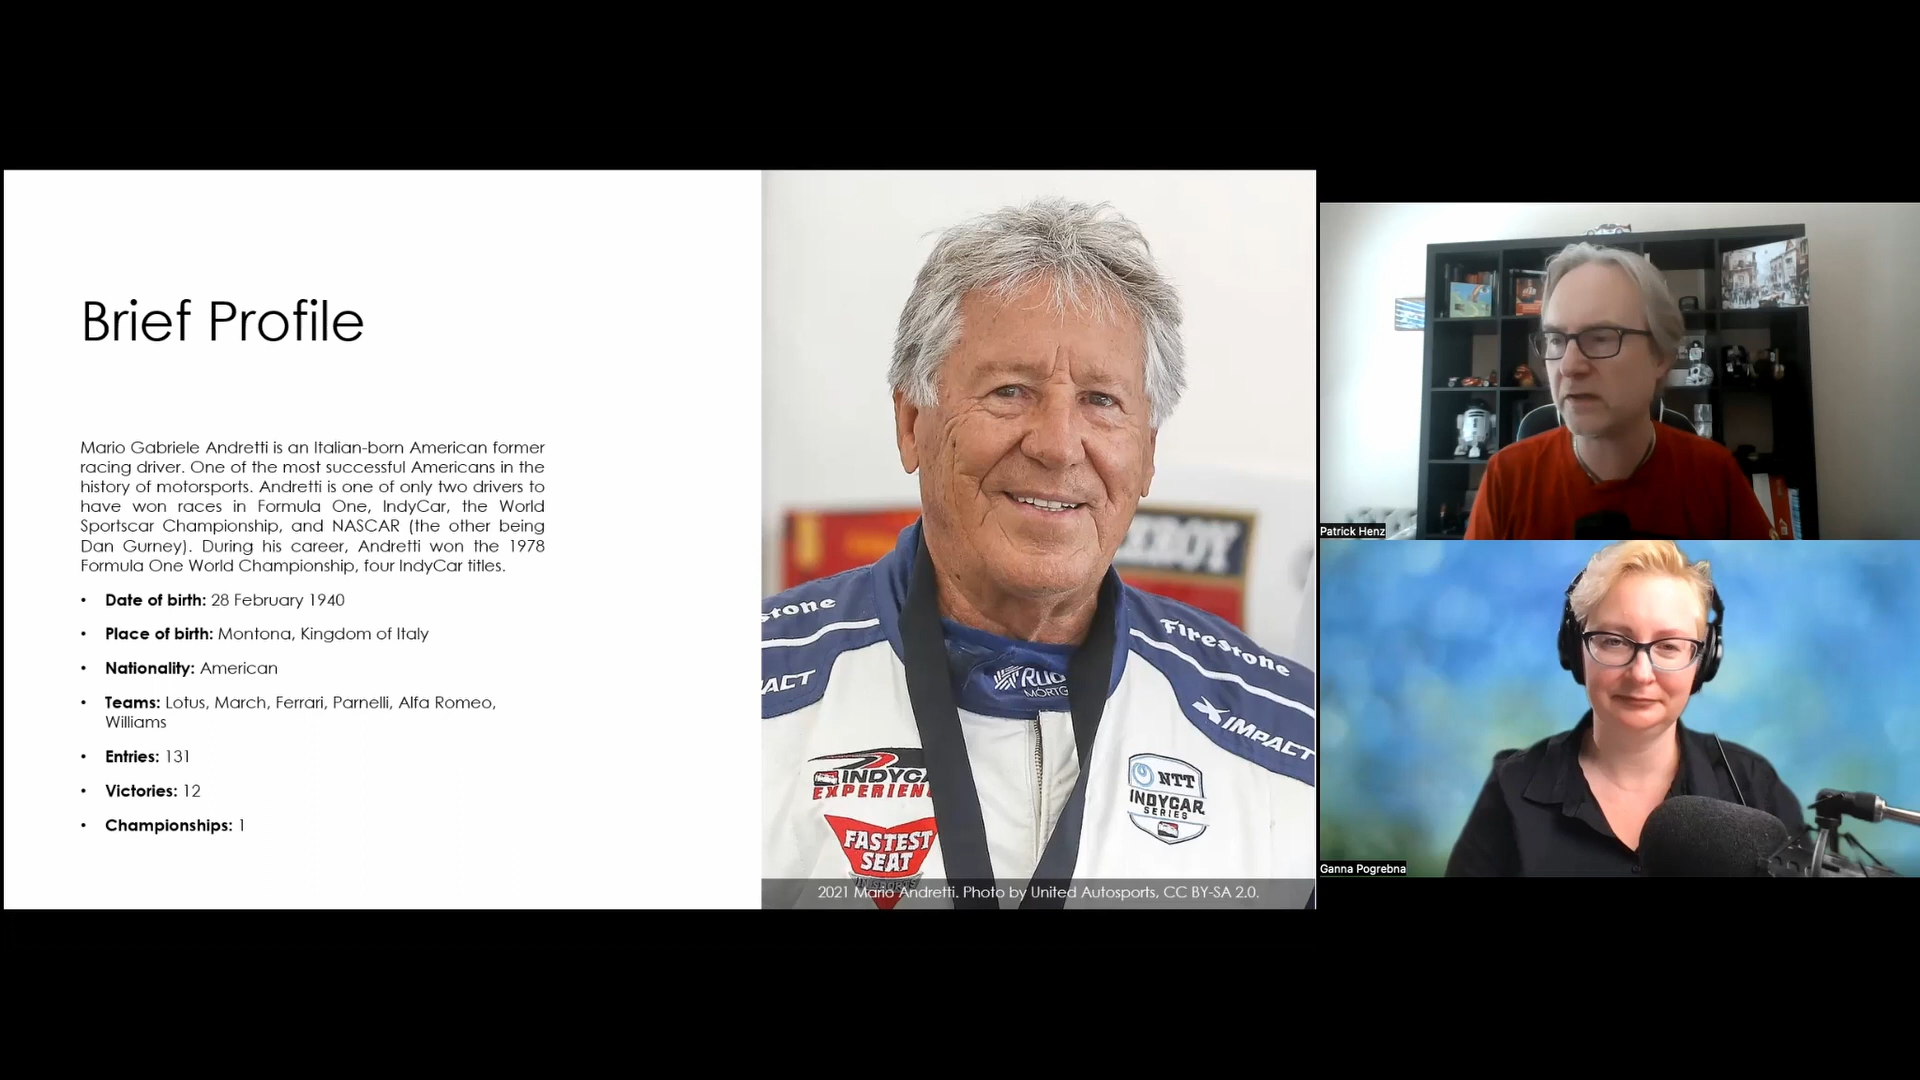 Brief Profile
Mario Gabriele Andretti is an Italian-born American former
racing driver. One of the most successful Americans in the
history of motorsports. Andretti is one of only two drivers to
have won races in Formula One, IndyCar, the World
Sportscar Championship, and NASCAR (the other being
Dan Gurney). During his career, Andretti won the 1978
Formula One World Championship, four IndyCar titles.
• Date of birth: 28 February 1940
• Place of birth: Montona, Kingdom of Italy
• Nationality: American
• Teams: Lotus, March, Ferrari, Parnelli, Alfa Romeo,
Williams
• Entries: 131
• Victories: 12
• Championships: 1
Firestone
IMPACT
NTT
INDYCAR
SERIES
FASTEST
SEAT
2021 Mario Andretti. Photo by United Autosports, CC BY-SA 2.0.
Patrick Henz
Ganna Pogrebna